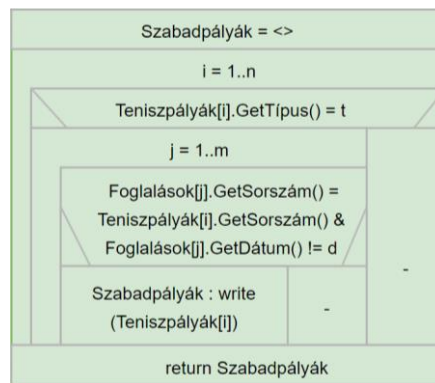 Szabadpályák = <>
i = 1..n
Teniszpályák[i].GetTípus() = t
j = 1..m
Foglalások[j].GetSorszám() =
Teniszpályák[i].GetSorszám() &
Foglalások[j].GetDátum() != d
-
Szabadpályák : write
(Teniszpályák[i])
-
return Szabadpályák